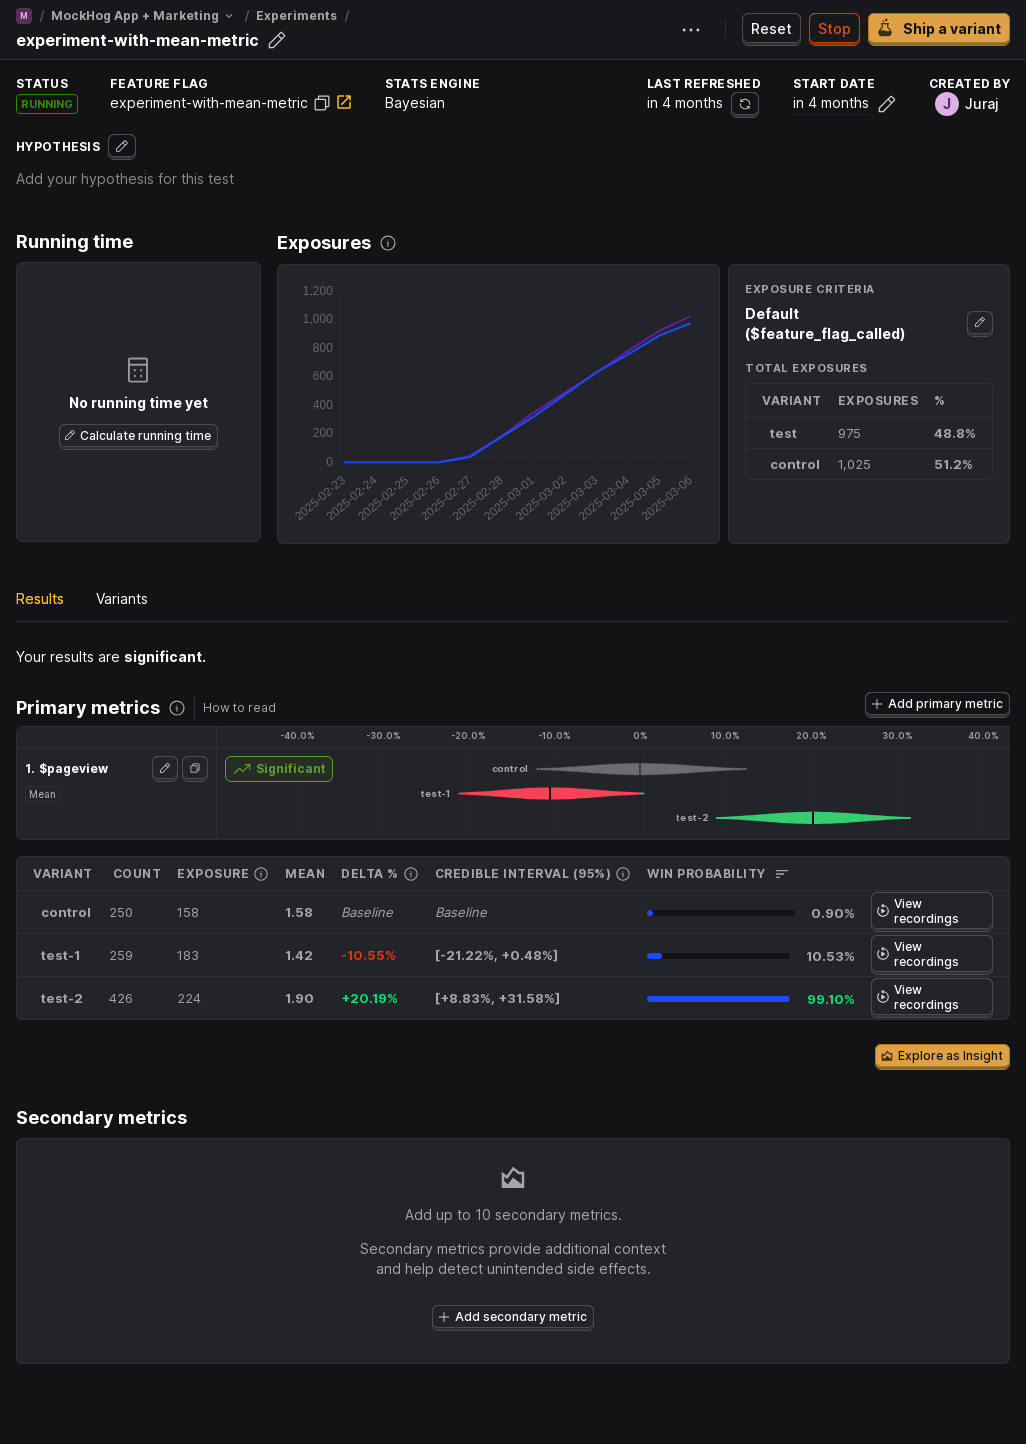 M / MockHog App + Marketing / Experiments /
experiment-with-mean-metric
Reset
Stop
Ship a variant
STATUS
RUNNING
FEATURE FLAG
experiment-with-mean-metric
STATS ENGINE
Bayesian
LAST REFRESHED
in 4 months
START DATE
in 4 months
CREATED BY
J Juraj
HYPOTHESIS
Add your hypothesis for this test
Running time
No running time yet
Calculate running time
Exposures
1,200
1,000
800
600
400
200
0
2025-02-23
2025-02-24
2025-02-25
2025-02-26
2025-02-27
2025-02-28
2025-03-01
2025-03-02
2025-03-03
2025-03-04
2025-03-05
2025-03-06
EXPOSURE CRITERIA
Default
($feature_flag_called)
TOTAL EXPOSURES
VARIANT EXPOSURES %
test 975 48.8%
control 1,025 51.2%
Results Variants
Your results are significant.
Primary metrics How to read
Add primary metric
-40.0% -30.0% -20.0% -10.0% 0% 10.0% 20.0% 30.0% 40.0%
1. $pageview
Mean
Significant
control
test-1
test-2
VARIANT COUNT EXPOSURE MEAN DELTA % CREDIBLE INTERVAL (95%) WIN PROBABILITY
control 250 158 1.58 Baseline Baseline 0.90% View
recordings
test-1 259 183 1.42 -10.55% [-21.22%, +0.48%] 10.53% View
recordings
test-2 426 224 1.90 +20.19% [+8.83%, +31.58%] 99.10% View
recordings
Explore as Insight
Secondary metrics
Add up to 10 secondary metrics.
Secondary metrics provide additional context
and help detect unintended side effects.
Add secondary metric